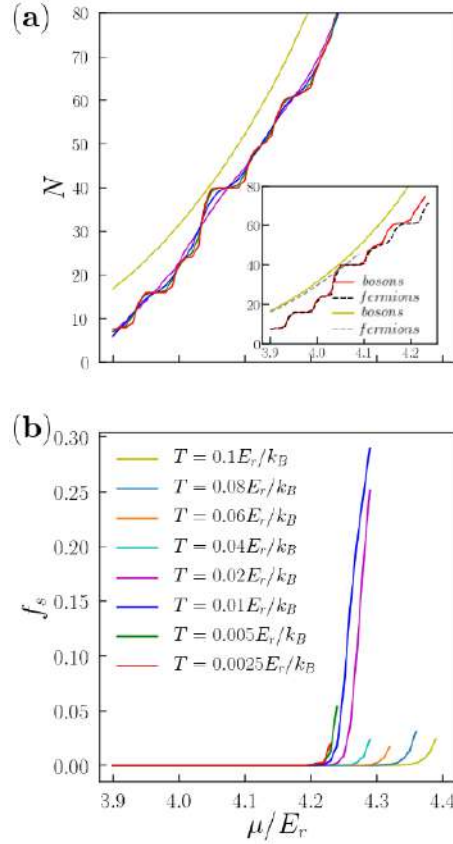 (a)
N
80
70
60
50
40
30
20
10
0
80
60
40
20
0
bosons
fermions
bosons
fermions
3.9 4.0 4.1 4.2
(b)
f_s
0.30
0.25
0.20
0.15
0.10
0.05
0.00
T = 0.1E_r/k_B
T = 0.08E_r/k_B
T = 0.06E_r/k_B
T = 0.04E_r/k_B
T = 0.02E_r/k_B
T = 0.01E_r/k_B
T = 0.005E_r/k_B
T = 0.0025E_r/k_B
3.9 4.0 4.1 4.2 4.3 4.4
μ/E_r